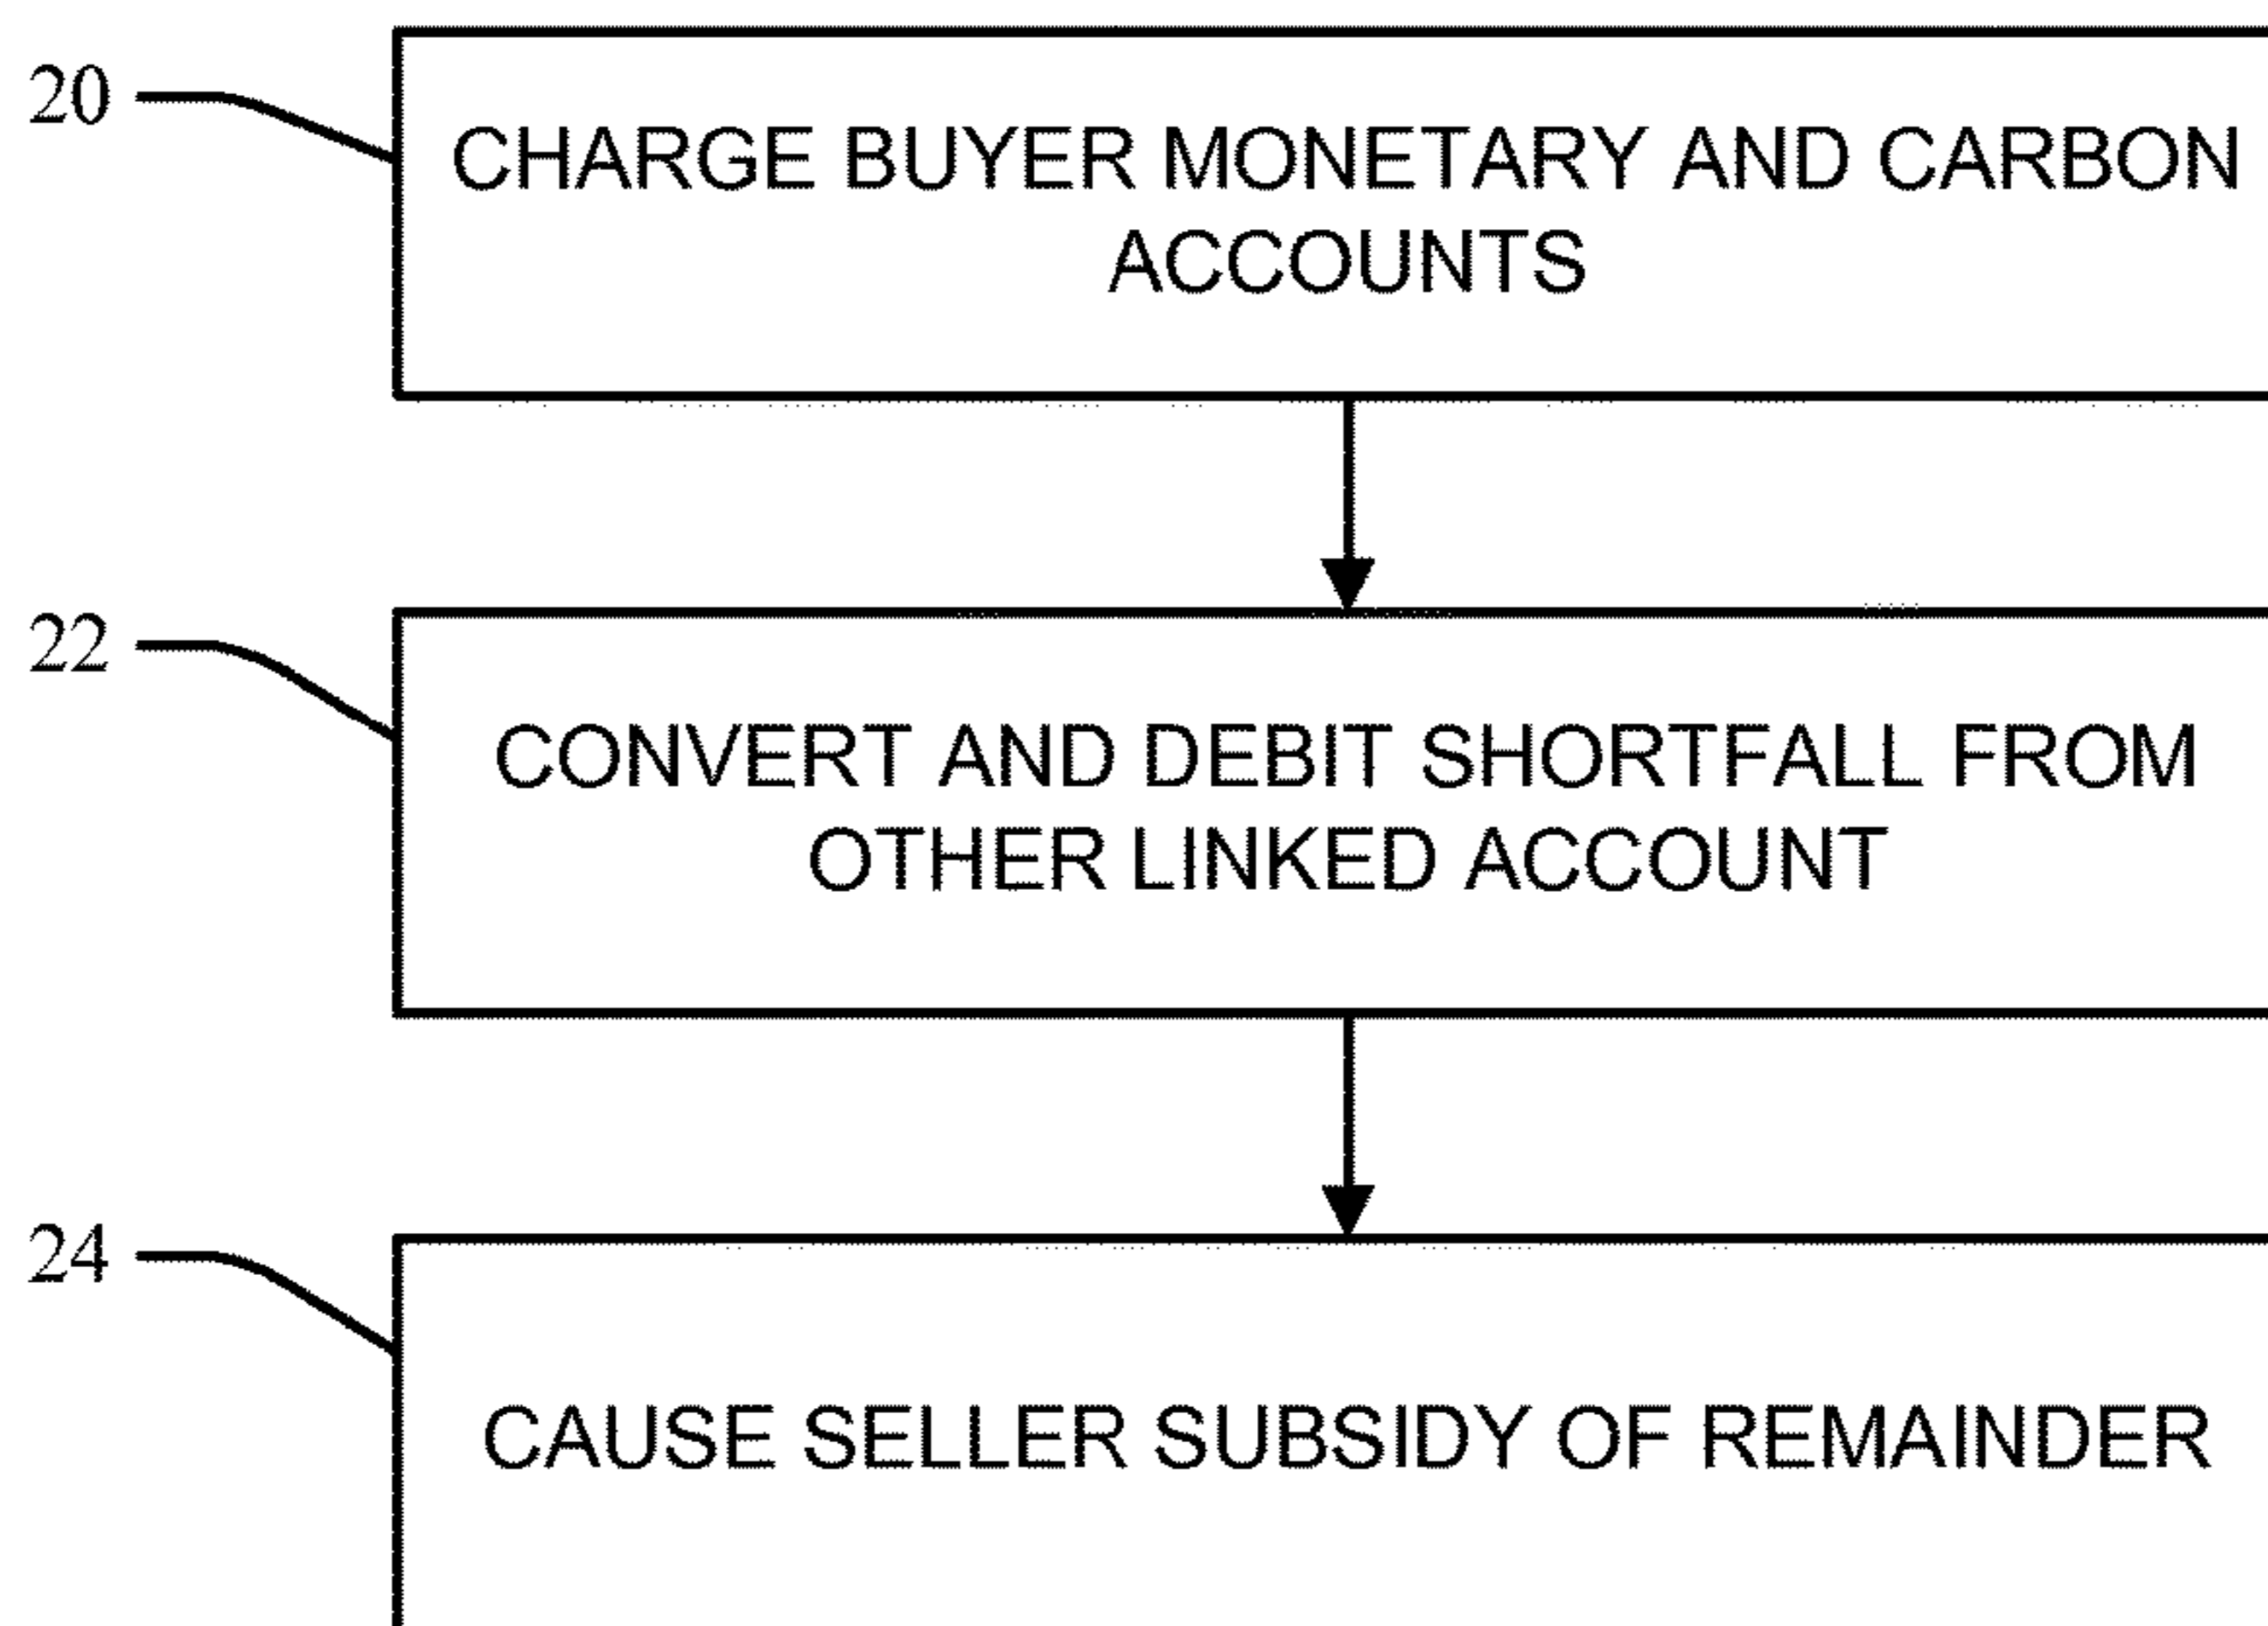 20
CHARGE BUYER MONETARY AND CARBON
ACCOUNTS
22
CONVERT AND DEBIT SHORTFALL FROM
OTHER LINKED ACCOUNT
24
CAUSE SELLER SUBSIDY OF REMAINDER